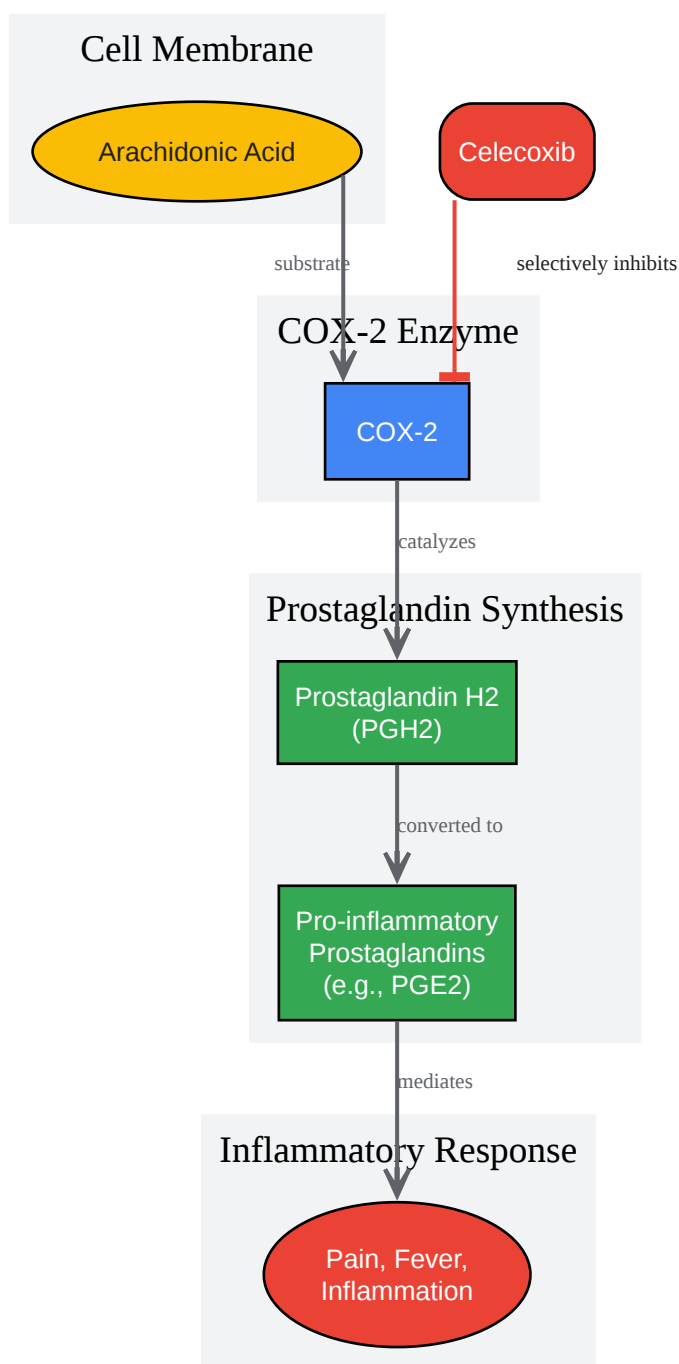 Cell Membrane
Arachidonic Acid
Celecoxib
substrate
selectively inhibits
COX-2 Enzyme
COX-2
catalyzes
Prostaglandin Synthesis
Prostaglandin H2
(PGH2)
converted to
Pro-inflammatory
Prostaglandins
(e.g., PGE2)
mediates
Inflammatory Response
Pain, Fever,
Inflammation